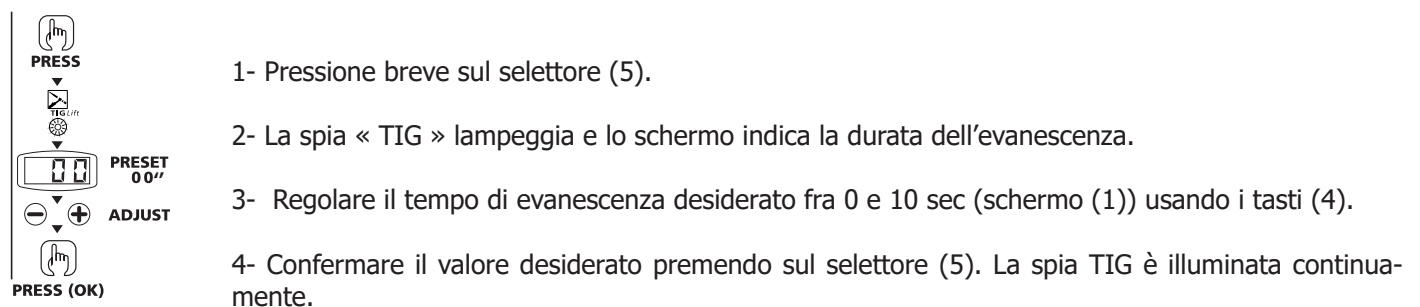 PRESS
TIG Lift
00
PRESET
00"
ADJUST
PRESS (OK)
1- Pressione breve sul selettore (5).
2- La spia « TIG » lampeggia e lo schermo indica la durata dell’evanescenza.
3- Regolare il tempo di evanescenza desiderato fra 0 e 10 sec (schermo (1)) usando i tasti (4).
4- Confermare il valore desiderato premendo sul selettore (5). La spia TIG è illuminata continua-
mente.